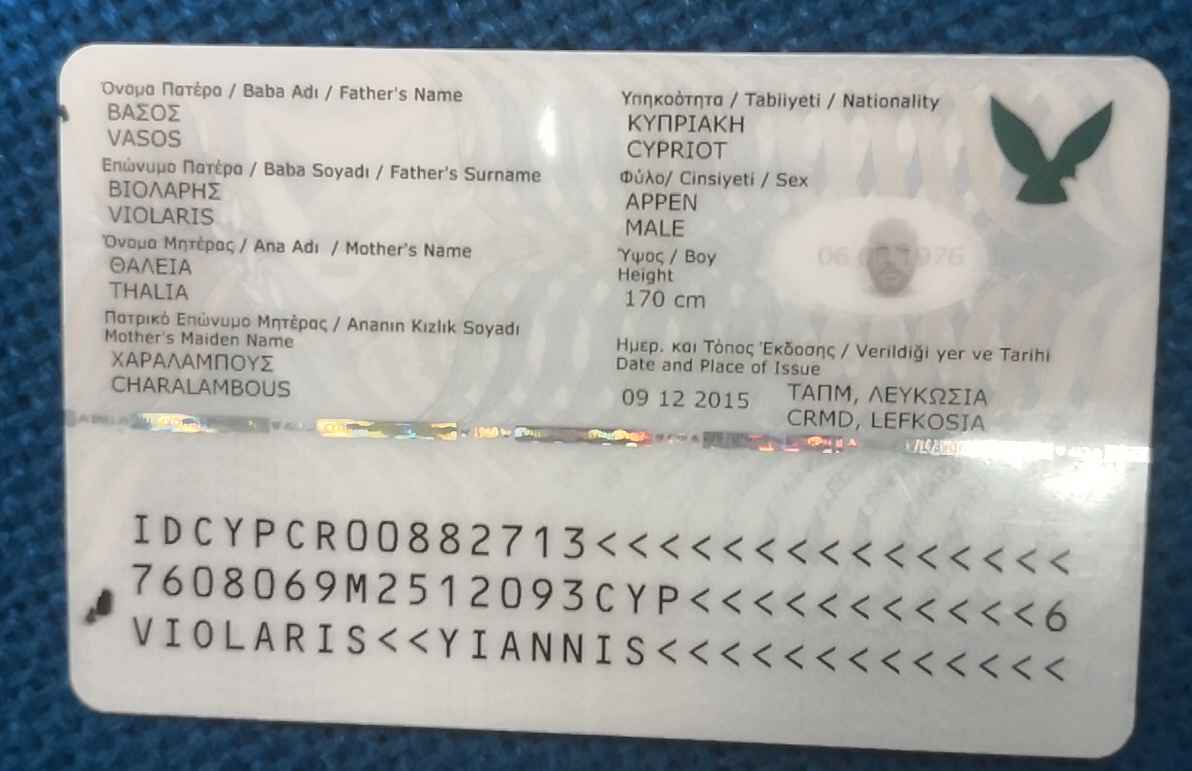 Όνομα Πατέρα / Baba Adı / Father's Name
ΒΑΣΟΣ
VASOS
Επώνυμο Πατέρα / Baba Soyadı / Father's Surname
ΒΙΟΛΑΡΗΣ
VIOLARIS
Όνομα Μητέρας / Ana Adı / Mother's Name
ΘΑΛΕΙΑ
THALIA
Πατρικό Επώνυμο Μητέρας / Ananın Kızlık Soyadı
Mother's Maiden Name
ΧΑΡΑΛΑΜΠΟΥΣ
CHARALAMBOUS
Υπηκοότητα / Tabiiyeti / Nationality
ΚΥΠΡΙΑΚΗ
CYPRIOT
Φύλο/ Cinsiyeti / Sex
ΑΡΡΕΝ
MALE
Ύψος / Boy
Height
170 cm
Ημερ. και Τόπος Έκδοσης / Verildiği yer ve Tarihi
Date and Place of Issue
09 12 2015
ΤΑΠΜ, ΛΕΥΚΩΣΙΑ
CRMD, LEFKOSIA
IDCYPCR00882713<<<<<<<<<<<<<<<
7608069M2512093CYP<<<<<<<<<<<6
VIOLARIS<<YIANNIS<<<<<<<<<<<<<